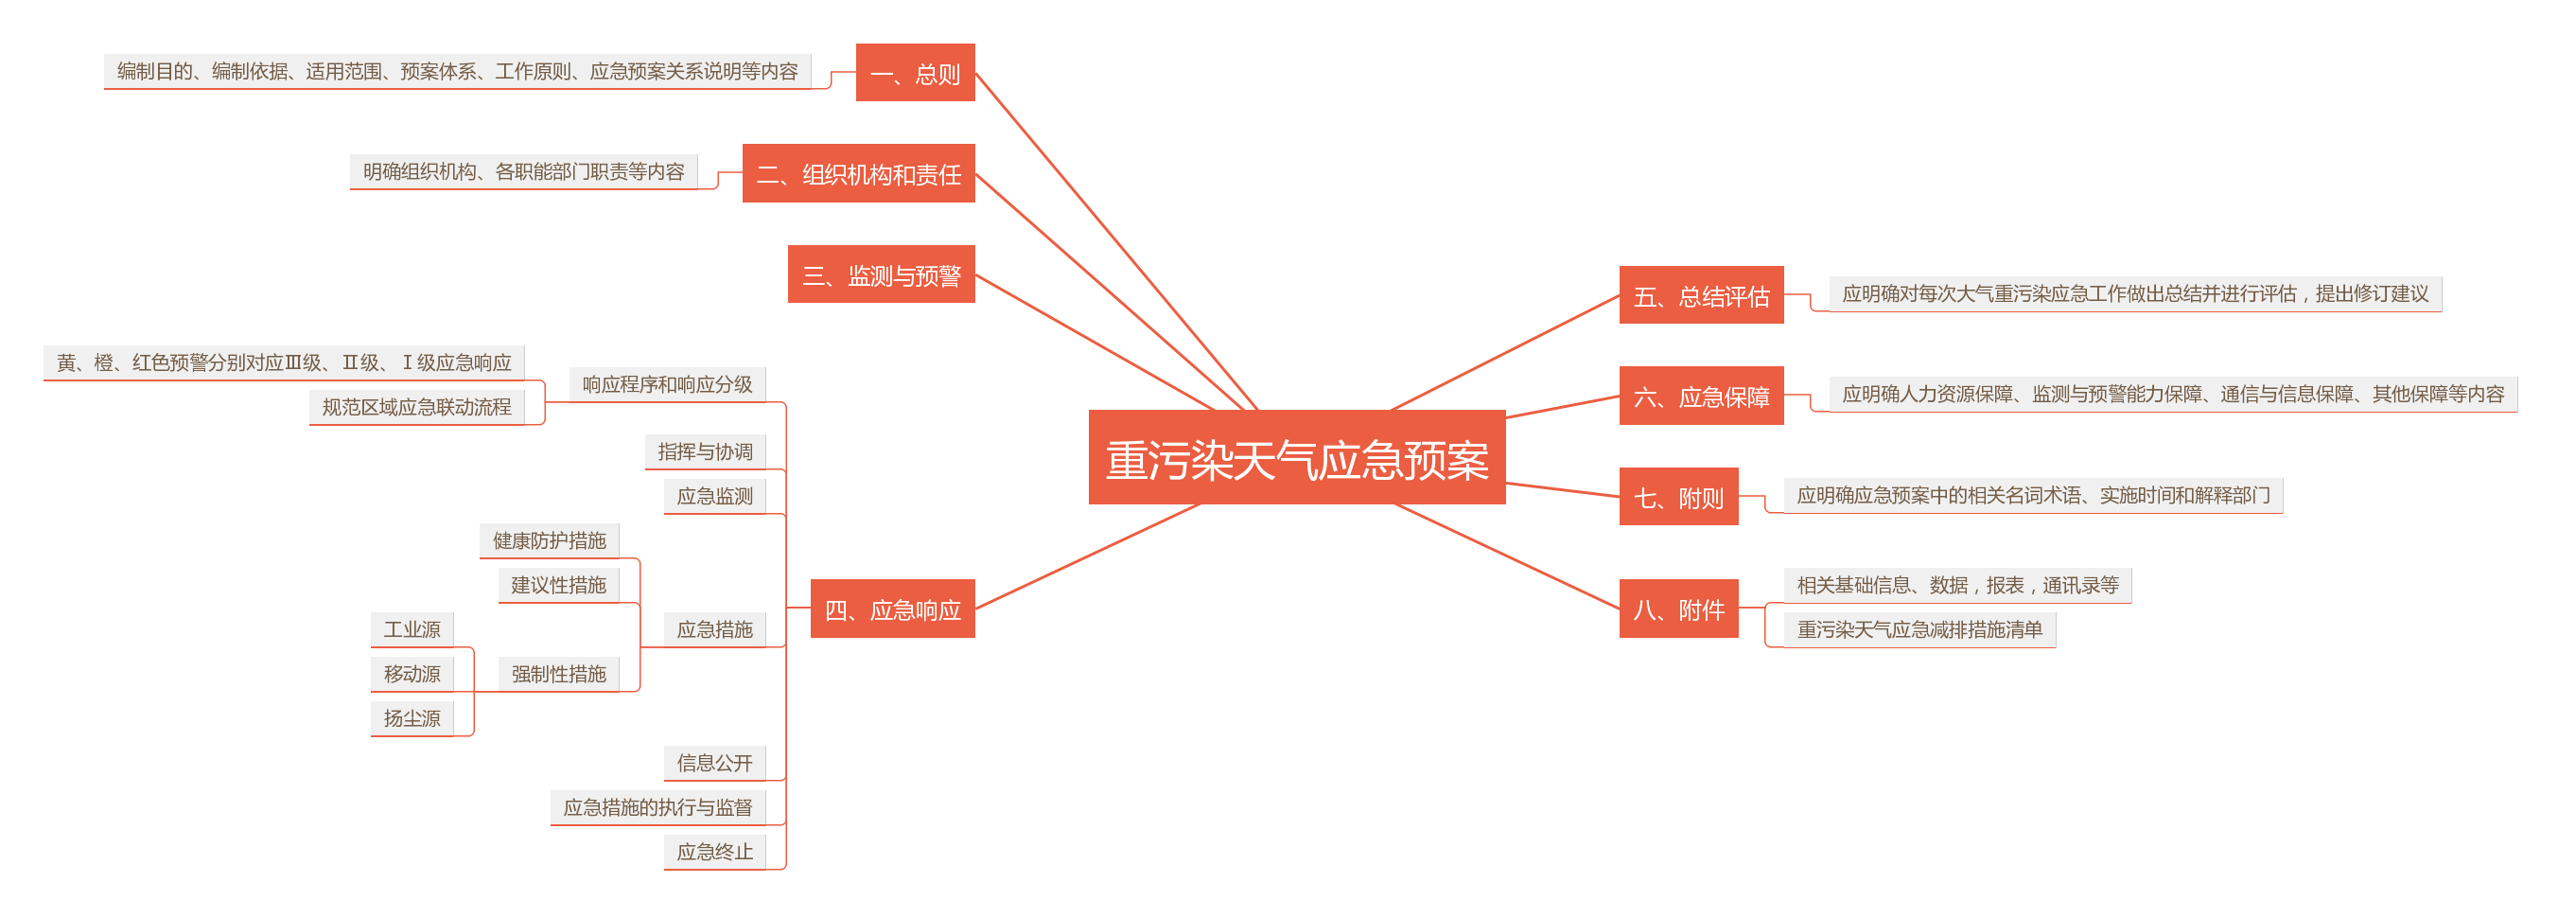 重污染天气应急预案
一、总则
编制目的、编制依据、适用范围、预案体系、工作原则、应急预案关系说明等内容
二、组织机构和责任
明确组织机构、各职能部门职责等内容
三、监测与预警
四、应急响应
响应程序和响应分级
黄、橙、红色预警分别对应Ⅲ级、Ⅱ级、Ⅰ级应急响应
规范区域应急联动流程
指挥与协调
应急监测
应急措施
健康防护措施
建议性措施
强制性措施
工业源
移动源
扬尘源
信息公开
应急措施的执行与监督
应急终止
五、总结评估
应明确对每次大气重污染应急工作做出总结并进行评估，提出修订建议
六、应急保障
应明确人力资源保障、监测与预警能力保障、通信与信息保障、其他保障等内容
七、附则
应明确应急预案中的相关名词术语、实施时间和解释部门
八、附件
相关基础信息、数据，报表，通讯录等
重污染天气应急减排措施清单